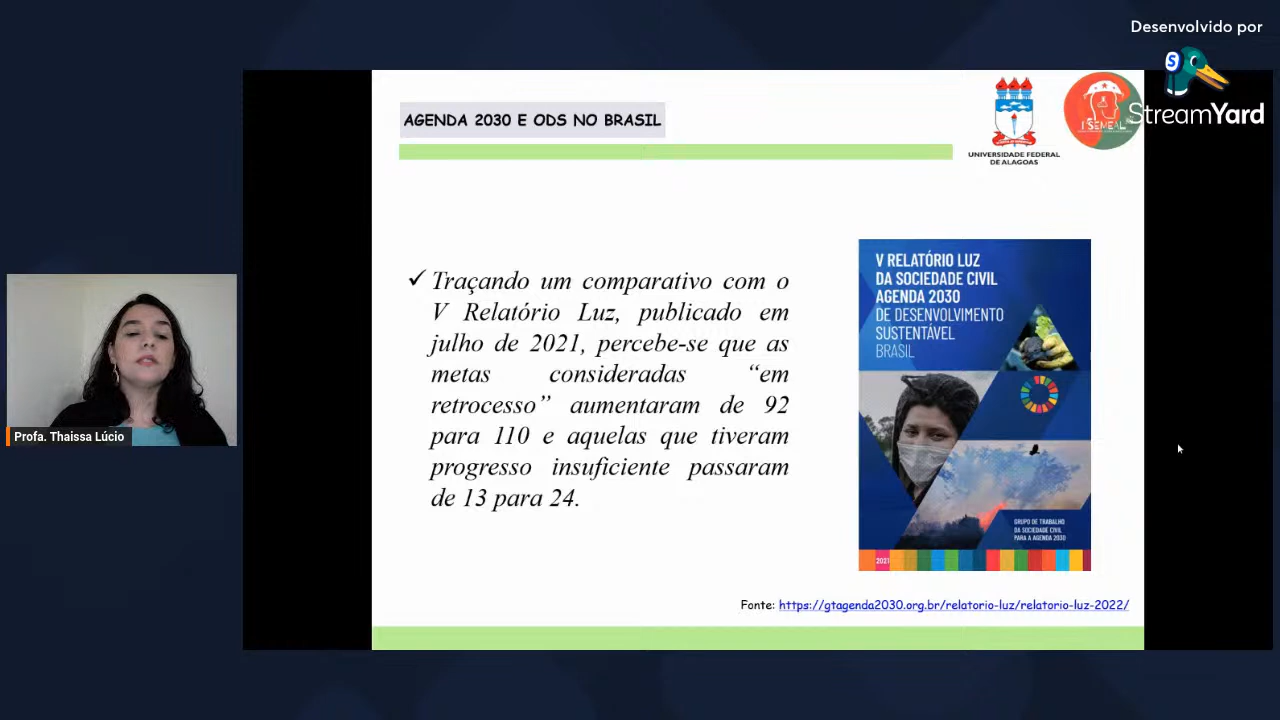 Desenvolvido por
StreamYard
AGENDA 2030 E ODS NO BRASIL
UNIVERSIDADE FEDERAL
DE ALAGOAS
I SEMEAL
✓ Traçando um comparativo com o
V Relatório Luz, publicado em
julho de 2021, percebe-se que as
metas consideradas “em
retrocesso” aumentaram de 92
para 110 e aquelas que tiveram
progresso insuficiente passaram
de 13 para 24.
V RELATÓRIO LUZ
DA SOCIEDADE CIVIL
AGENDA 2030
DE DESENVOLVIMENTO
SUSTENTÁVEL
BRASIL
GRUPO DE TRABALHO
DA SOCIEDADE CIVIL
PARA A AGENDA 2030
2021
Profa. Thaissa Lúcio
Fonte: https://gtagenda2030.org.br/relatorio-luz/relatorio-luz-2022/